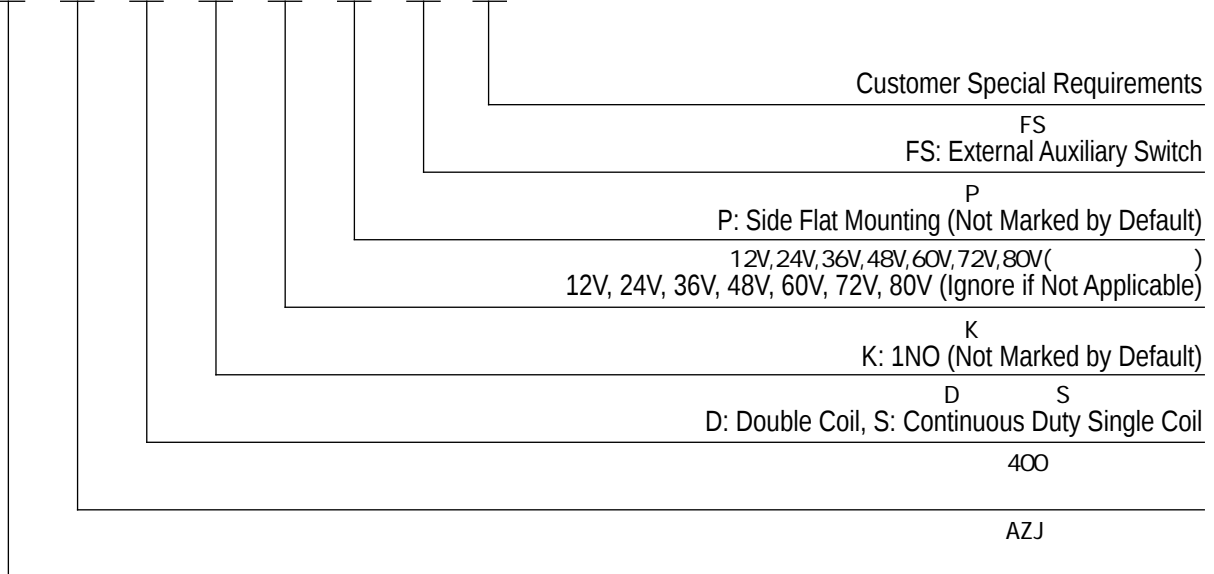 Customer Special Requirements
FS
FS: External Auxiliary Switch
P
P: Side Flat Mounting (Not Marked by Default)
12V,24V,36V,48V,60V,72V,80V( )
12V, 24V, 36V, 48V, 60V, 72V, 80V (Ignore if Not Applicable)
K
K: 1NO (Not Marked by Default)
D S
D: Double Coil, S: Continuous Duty Single Coil
400
AZJ